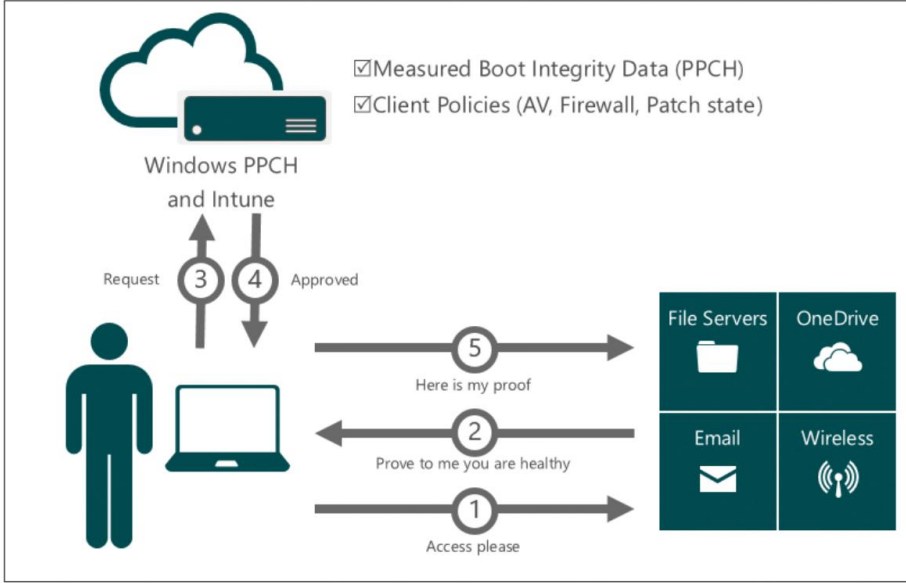 ☑Measured Boot Integrity Data (PPCH)
☑Client Policies (AV, Firewall, Patch state)
Windows PPCH
and Intune
Request
3
4
Approved
5
Here is my proof
2
Prove to me you are healthy
1
Access please
File Servers
OneDrive
Email
Wireless